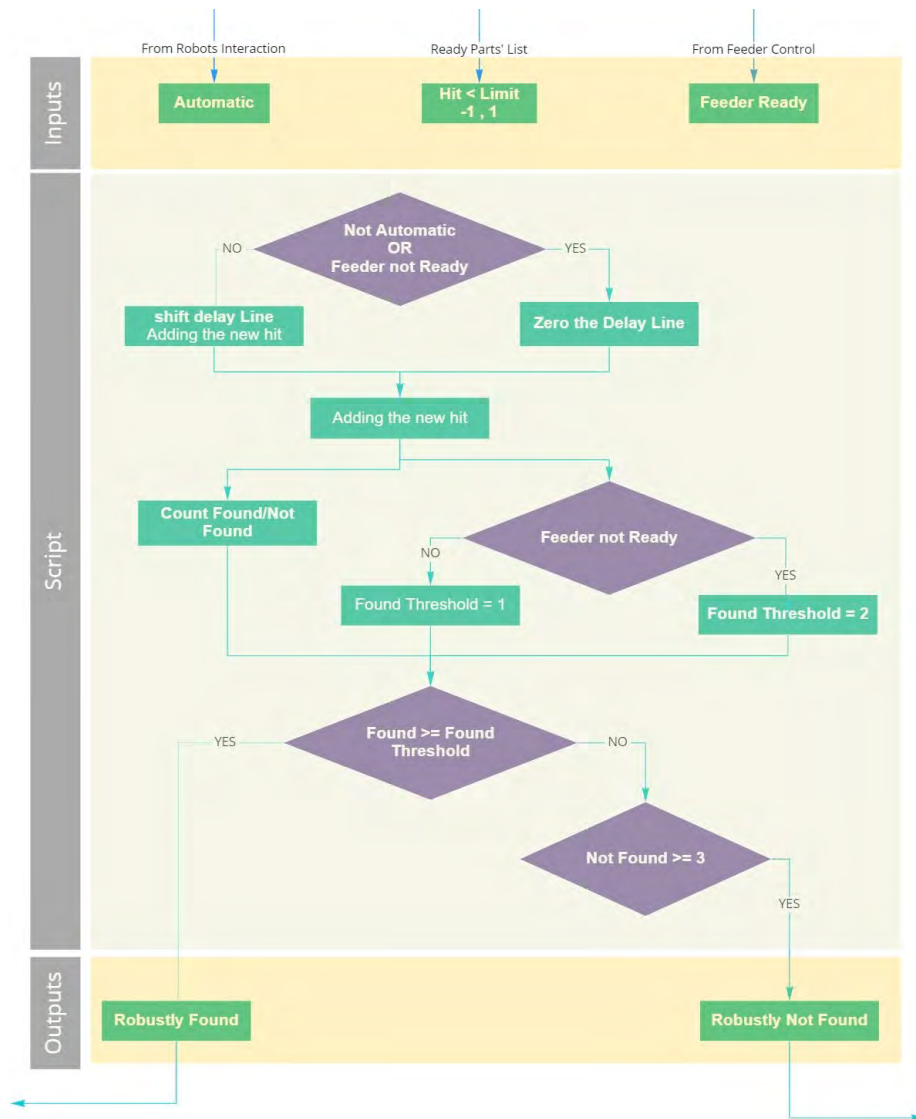 From Robots Interaction
Ready Parts' List
From Feeder Control
Inputs
Automatic
Hit < Limit
-1 , 1
Feeder Ready
Script
Not Automatic
OR
Feeder not Ready
NO
YES
shift delay Line
Adding the new hit
Zero the Delay Line
Adding the new hit
Count Found/Not
Found
Feeder not Ready
NO
YES
Found Threshold = 1
Found Threshold = 2
Found >= Found
Threshold
YES
NO
Not Found >= 3
YES
Outputs
Robustly Found
Robustly Not Found